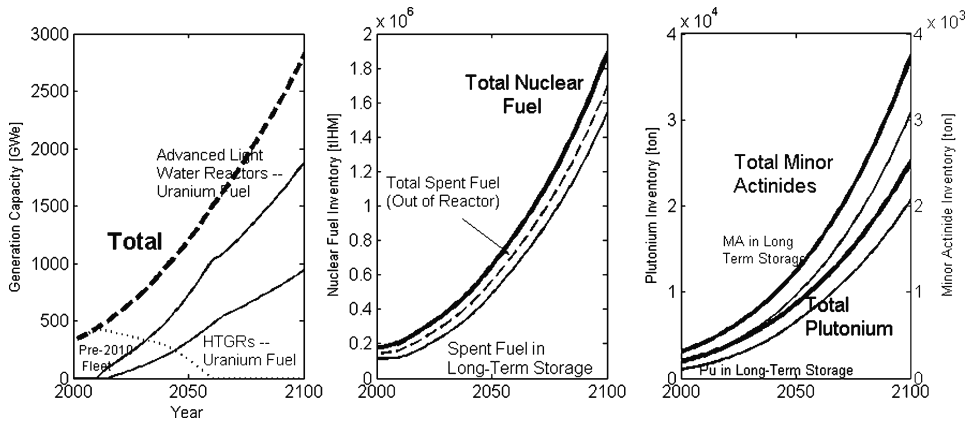 3000
2500
2000
1500
1000
500
0
Generation Capacity [GWe]
Advanced Light
Water Reactors --
Uranium Fuel
Total
Pre-2010
Fleet
HTGRs --
Uranium Fuel
2000 2050 2100
Year
x 10^6
2
1.8
1.6
1.4
1.2
1
0.8
0.6
0.4
0.2
0
Nuclear Fuel Inventory [tIHM]
Total Nuclear
Fuel
Total Spent Fuel
(Out of Reactor)
Spent Fuel in
Long-Term Storage
2000 2050 2100
x 10^4
4
3
2
1
0
Plutonium Inventory [ton]
Total Minor
Actinides
MA in Long
Term Storage
Total
Plutonium
Pu in Long-Term Storage
2000 2050 2100
x 10^3
4
3
2
1
0
Minor Actinide Inventory [ton]